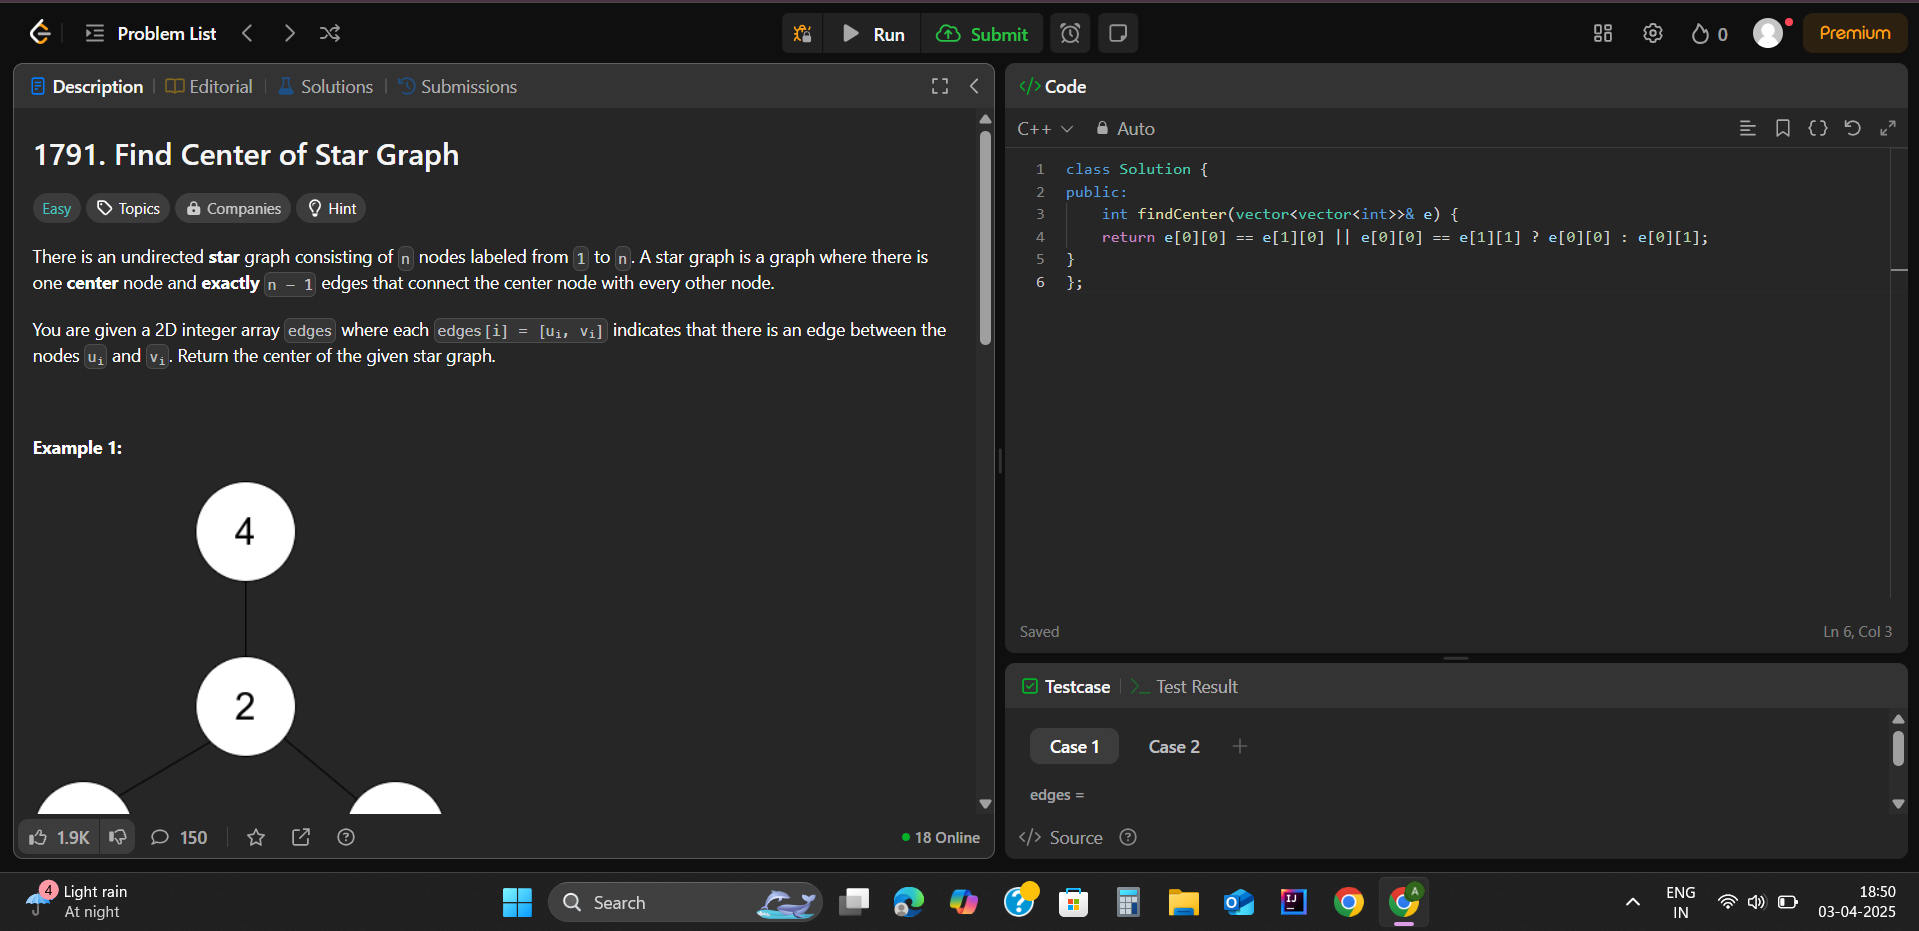 Problem List
Run
Submit
0
Premium
Description
Editorial
Solutions
Submissions
1791. Find Center of Star Graph
Easy
Topics
Companies
Hint
There is an undirected star graph consisting of n nodes labeled from 1 to n. A star graph is a graph where there is
one center node and exactly n - 1 edges that connect the center node with every other node.
You are given a 2D integer array edges where each edges[i] = [ui, vi] indicates that there is an edge between the
nodes ui and vi. Return the center of the given star graph.
Example 1:
4
2
1.9K
150
18 Online
</> Code
C++
Auto
1 class Solution {
2 public:
3 int findCenter(vector<vector<int>>& e) {
4 return e[0][0] == e[1][0] || e[0][0] == e[1][1] ? e[0][0] : e[0][1];
5 }
6 };
Saved
Ln 6, Col 3
Testcase
Test Result
Case 1
Case 2
edges =
</> Source
4
Light rain
At night
Search
IJ
A
ENG
IN
18:50
03-04-2025